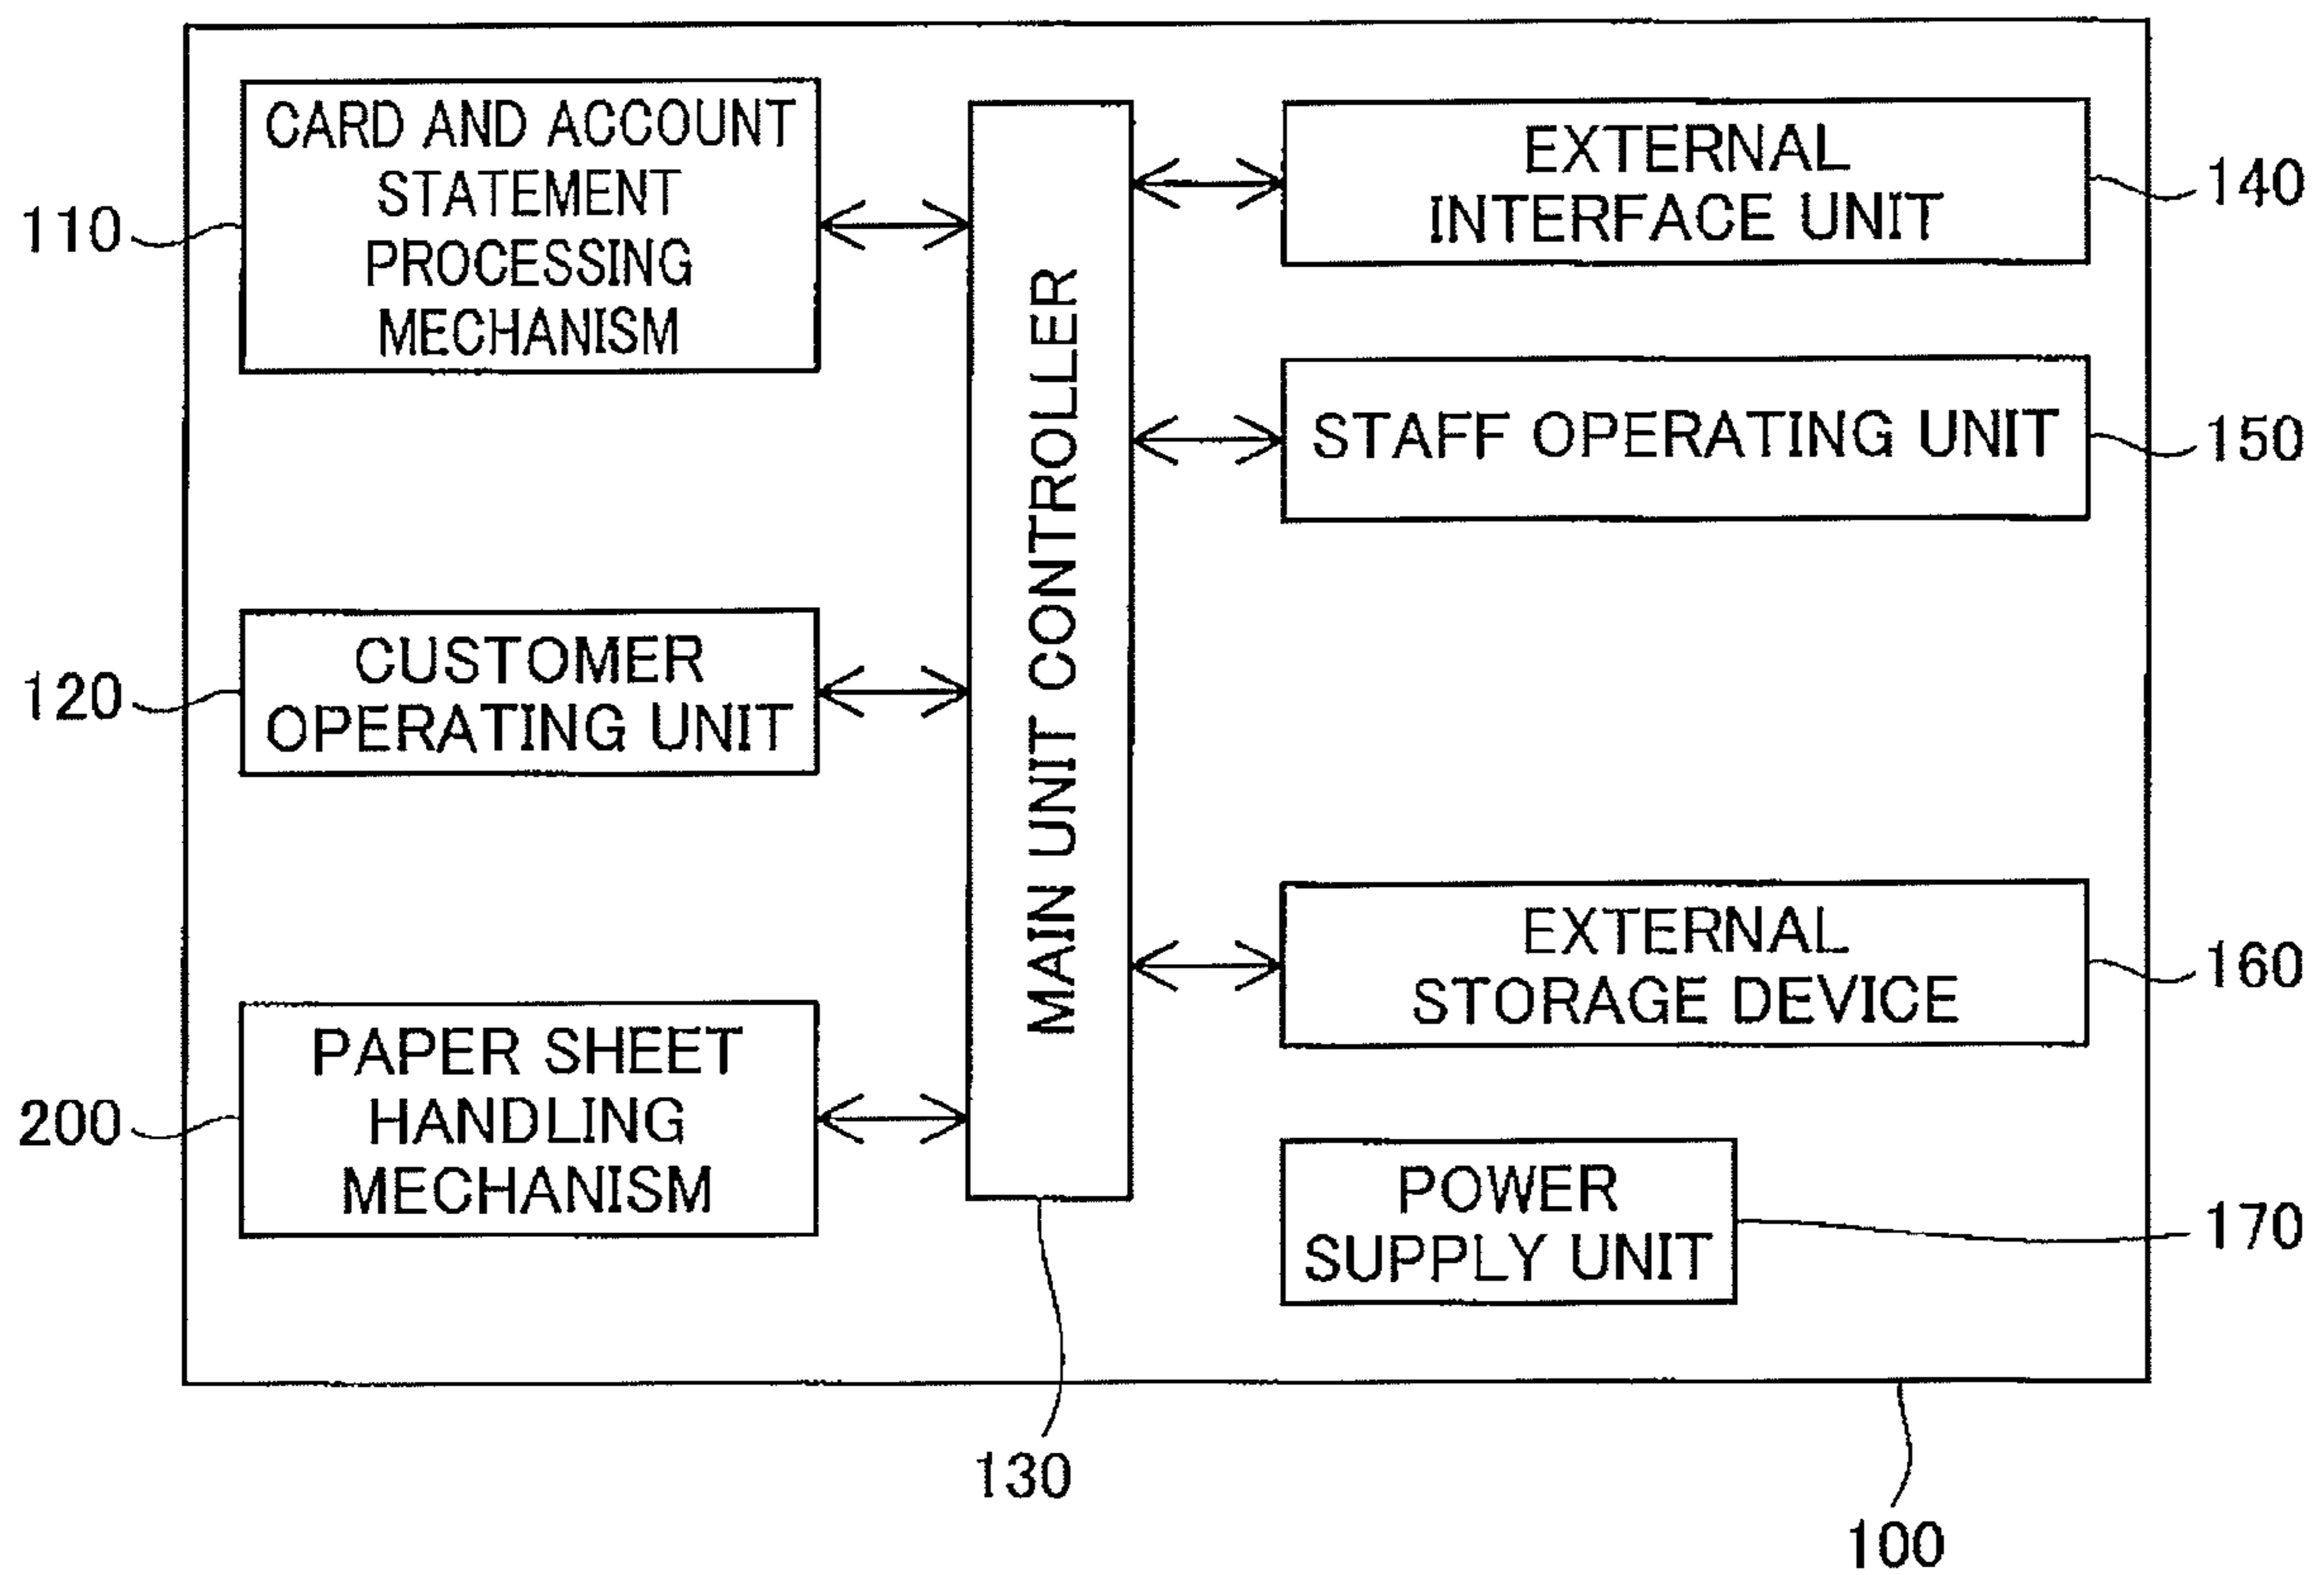 CARD AND ACCOUNT
STATEMENT
PROCESSING
MECHANISM
110
CUSTOMER
OPERATING UNIT
120
PAPER SHEET
HANDLING
MECHANISM
200
MAIN UNIT CONTROLLER
130
EXTERNAL
INTERFACE UNIT
140
STAFF OPERATING UNIT
150
EXTERNAL
STORAGE DEVICE
160
POWER
SUPPLY UNIT
170
100